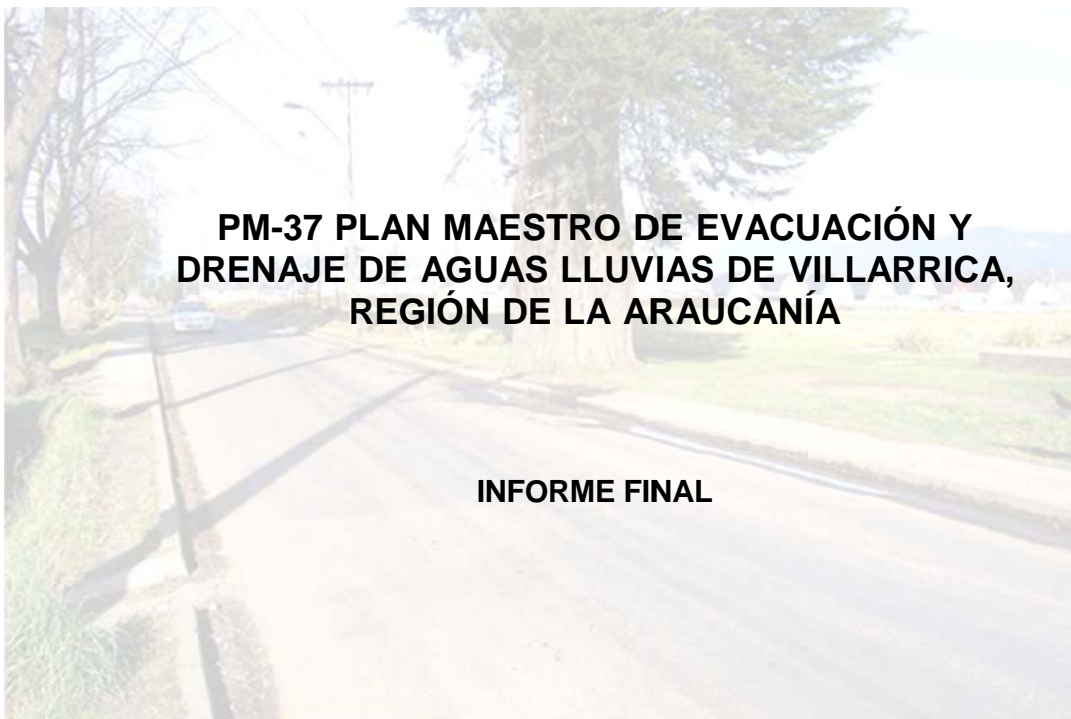 PM-37 PLAN MAESTRO DE EVACUACIÓN Y
DRENAJE DE AGUAS LLUVIAS DE VILLARRICA,
REGIÓN DE LA ARAUCANÍA
INFORME FINAL